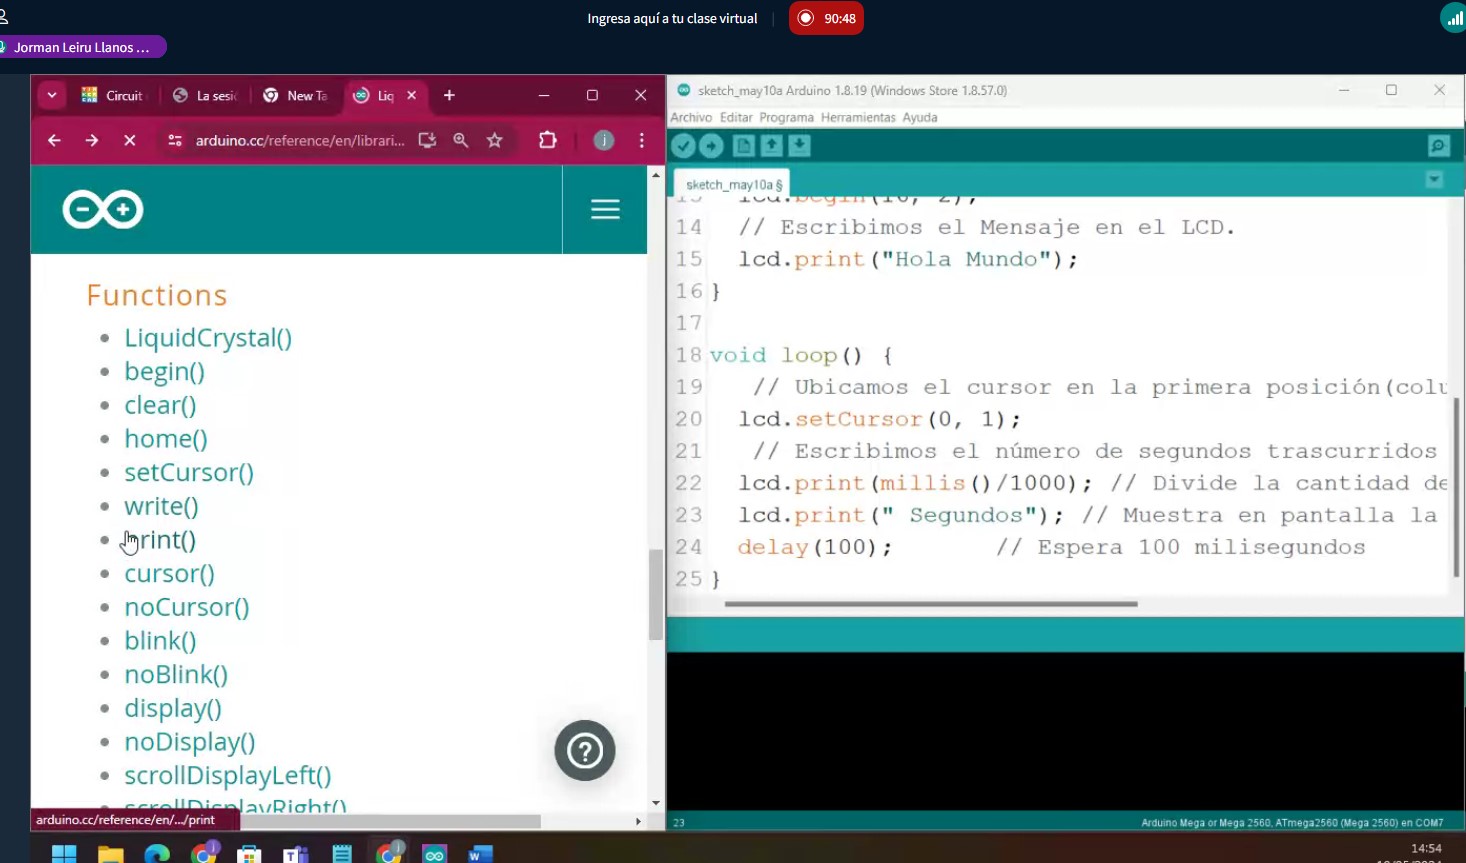 Ingresa aquí a tu clase virtual
90:48
Jorman Leiru Llanos ...
Circuit
La sesi
New Ta
Liq
arduino.cc/reference/en/librari...
j
Functions
LiquidCrystal()
begin()
clear()
home()
setCursor()
write()
print()
cursor()
noCursor()
blink()
noBlink()
display()
noDisplay()
scrollDisplayLeft()
scrollDisplayRight()
arduino.cc/reference/en/.../print
sketch_may10a Arduino 1.8.19 (Windows Store 1.8.57.0)
Archivo Editar Programa Herramientas Ayuda
sketch_may10a §
lcd.begin(16, 2);
14 // Escribimos el Mensaje en el LCD.
15 lcd.print("Hola Mundo");
16 }
17
18 void loop() {
19 // Ubicamos el cursor en la primera posición(colu
20 lcd.setCursor(0, 1);
21 // Escribimos el número de segundos trascurridos
22 lcd.print(millis()/1000); // Divide la cantidad de
23 lcd.print(" Segundos"); // Muestra en pantalla la
24 delay(100); // Espera 100 milisegundos
25 }
23
Arduino Mega or Mega 2560, ATmega2560 (Mega 2560) en COM7
14:54